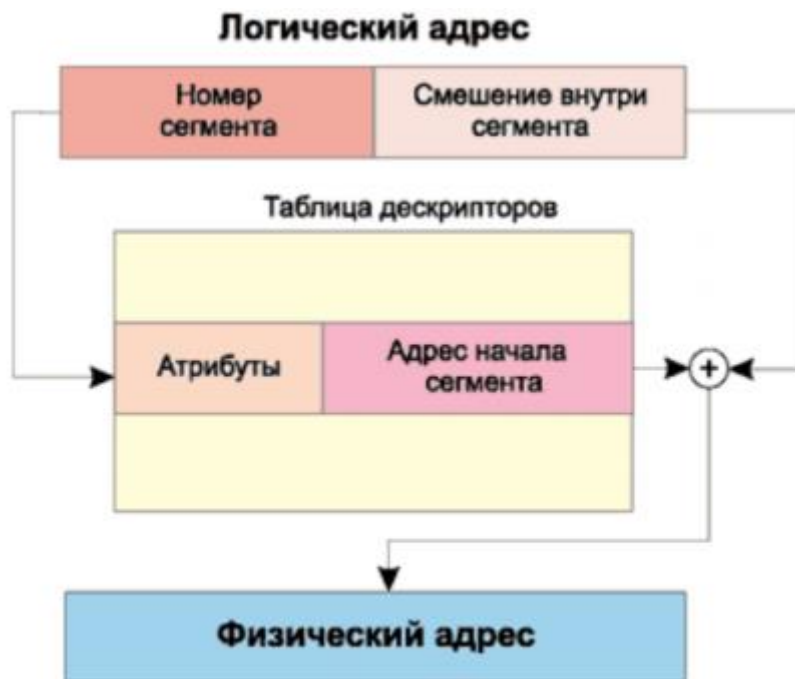 Логический адрес
Номер
сегмента
Смешение внутри
сегмента
Таблица дескрипторов
Атрибуты
Адрес начала
сегмента
+
Физический адрес